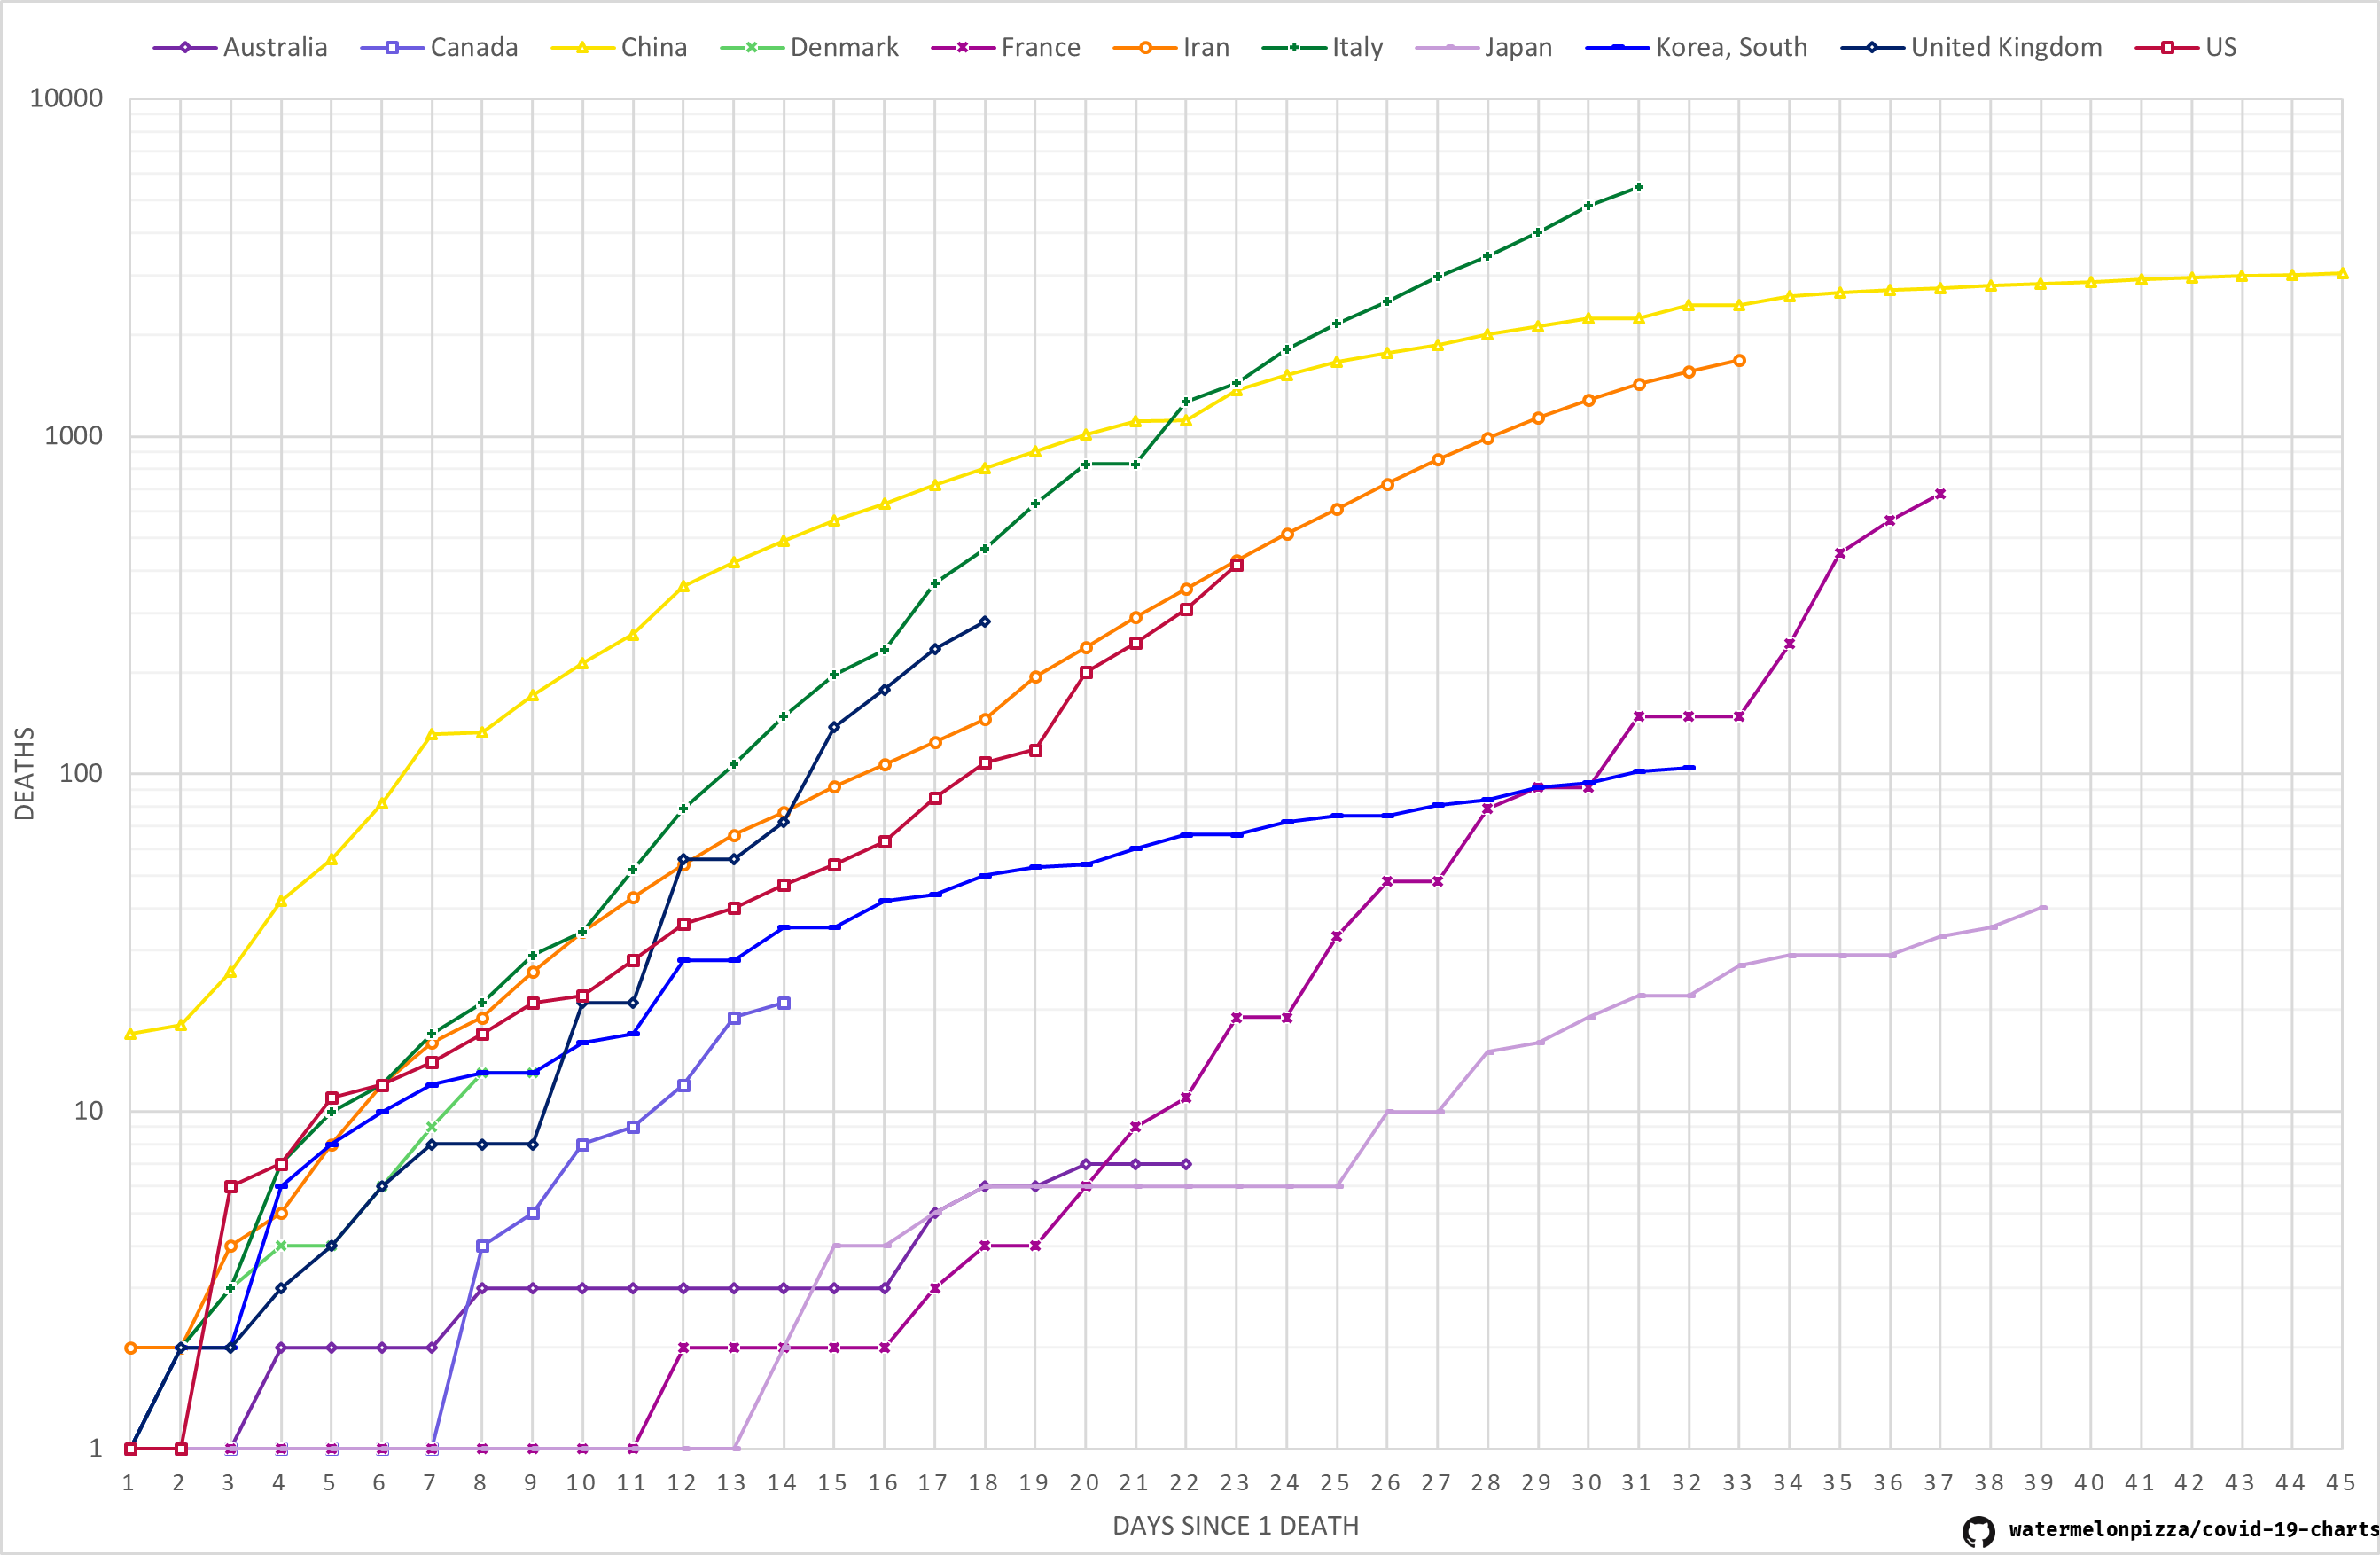 Australia Canada China Denmark France Iran Italy Japan Korea, South United Kingdom US
10000
1000
100
10
1
DEATHS
1 2 3 4 5 6 7 8 9 10 11 12 13 14 15 16 17 18 19 20 21 22 23 24 25 26 27 28 29 30 31 32 33 34 35 36 37 38 39 40 41 42 43 44 45
DAYS SINCE 1 DEATH
watermelonpizza/covid-19-charts